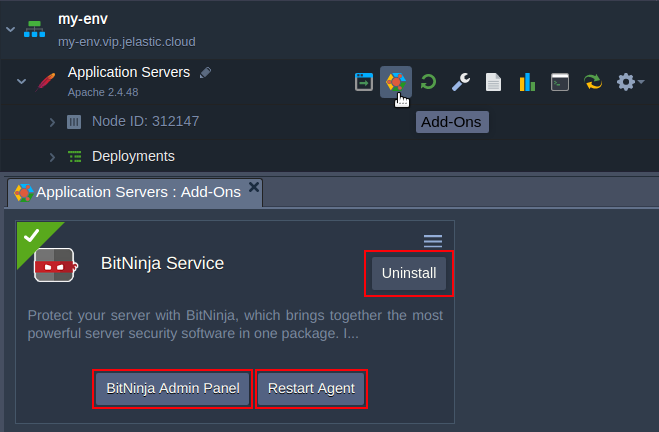 my-env
my-env.vip.jelastic.cloud
Application Servers
Apache 2.4.48
Node ID: 312147
Add-Ons
Deployments
Application Servers : Add-Ons
BitNinja Service
Uninstall
Protect your server with BitNinja, which brings together the most
powerful server security software in one package. I...
BitNinja Admin Panel Restart Agent